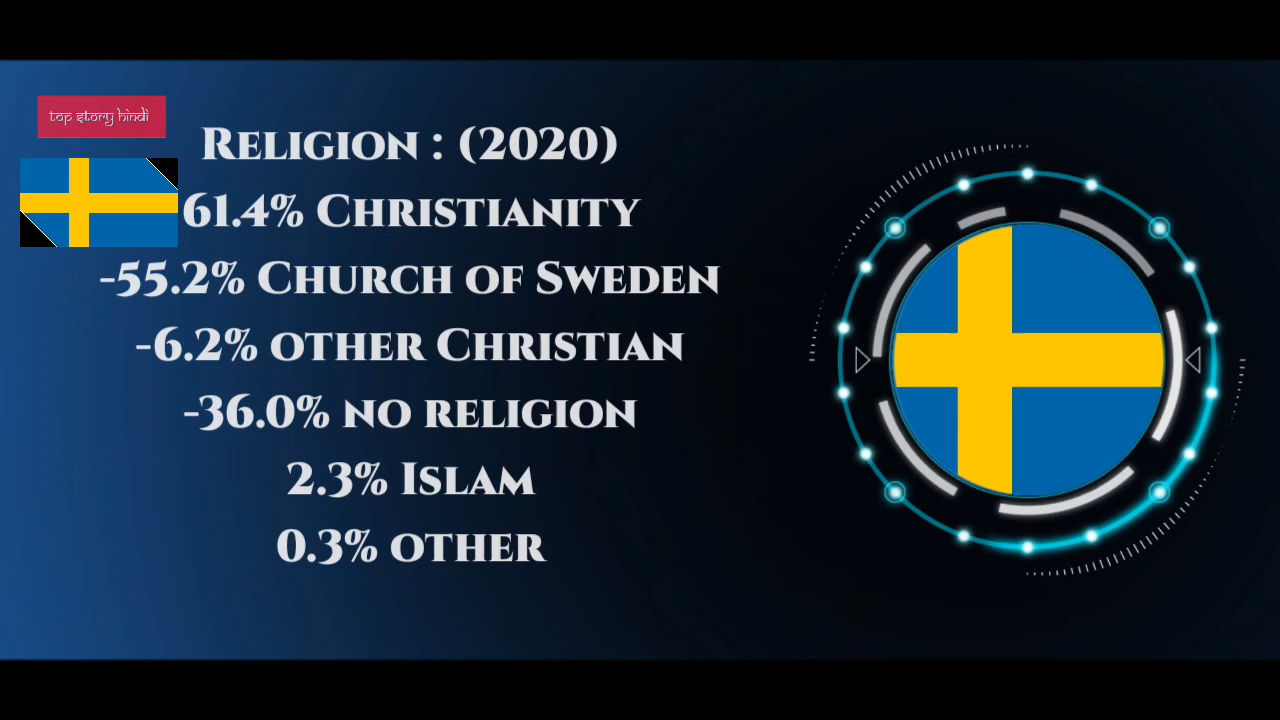 top story hindi
Religion : (2020)
61.4% Christianity
-55.2% Church of Sweden
-6.2% other Christian
-36.0% no religion
2.3% Islam
0.3% other